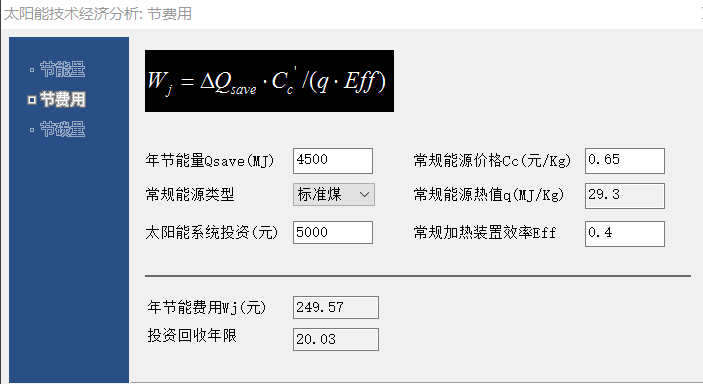 太阳能技术经济分析: 节费用
节能量
节费用
节碳量
W_j = ΔQ_save · C_c' /(q · Eff)
年节能量Qsave(MJ) 4500 常规能源价格Cc(元/Kg) 0.65
常规能源类型 标准煤 常规能源热值q(MJ/Kg) 29.3
太阳能系统投资(元) 5000 常规加热装置效率Eff 0.4
年节能费用Wj(元) 249.57
投资回收年限 20.03